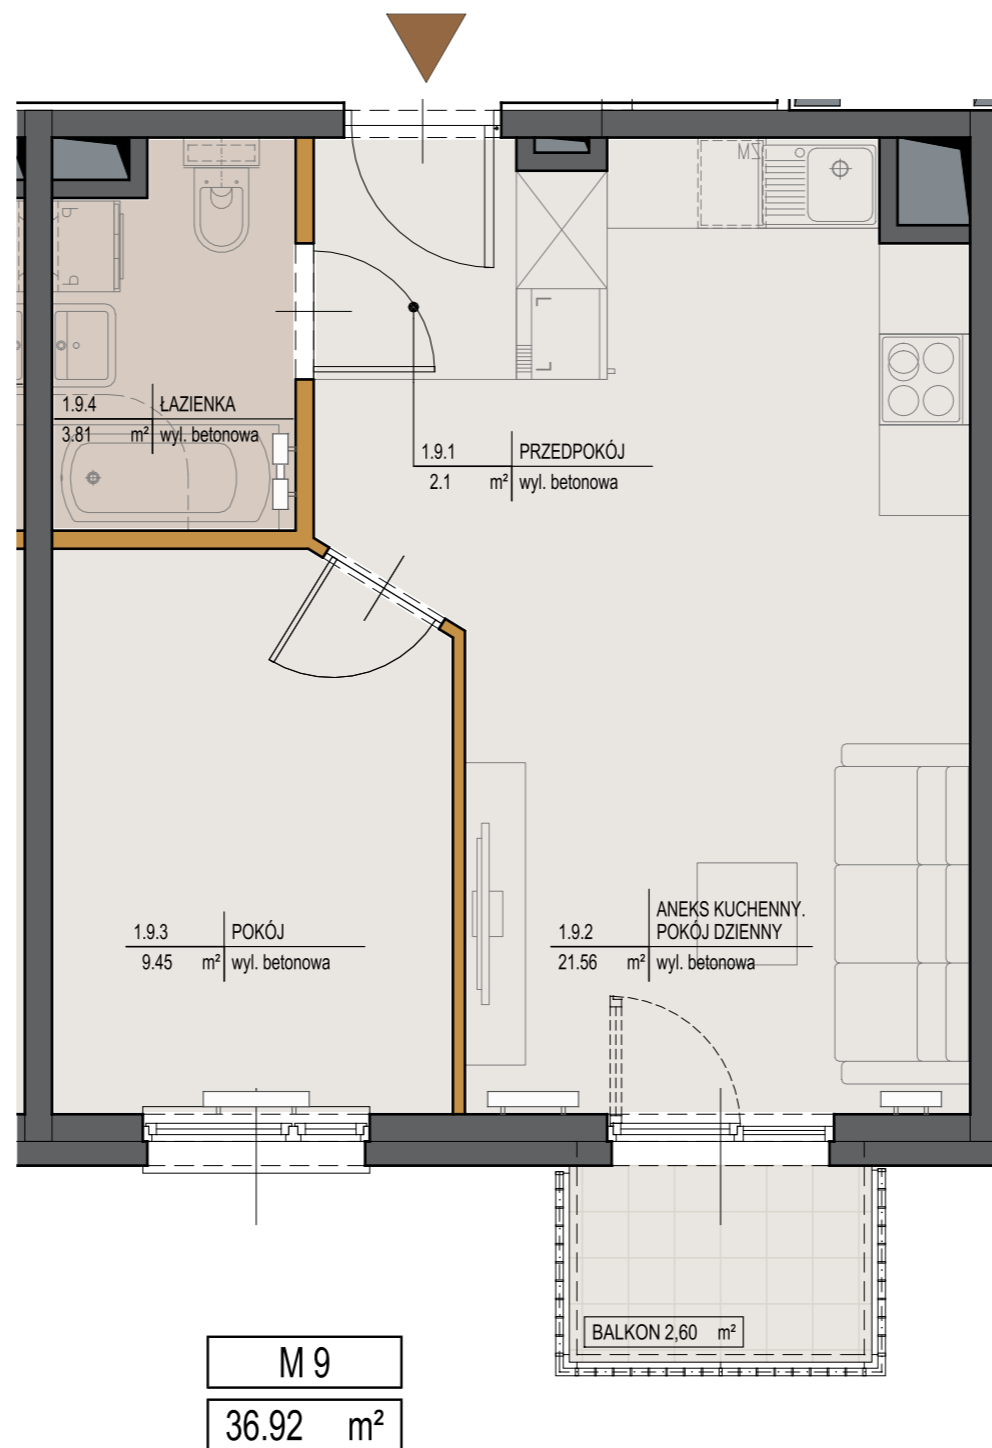 ZM
1.9.4 ŁAZIENKA
3.81 m² wyl. betonowa
1.9.1 PRZEDPOKÓJ
2.1 m² wyl. betonowa
1.9.3 POKÓJ
9.45 m² wyl. betonowa
ANEKS KUCHENNY.
1.9.2 POKÓJ DZIENNY
21.56 m² wyl. betonowa
BALKON 2,60 m²
M 9
36.92 m²